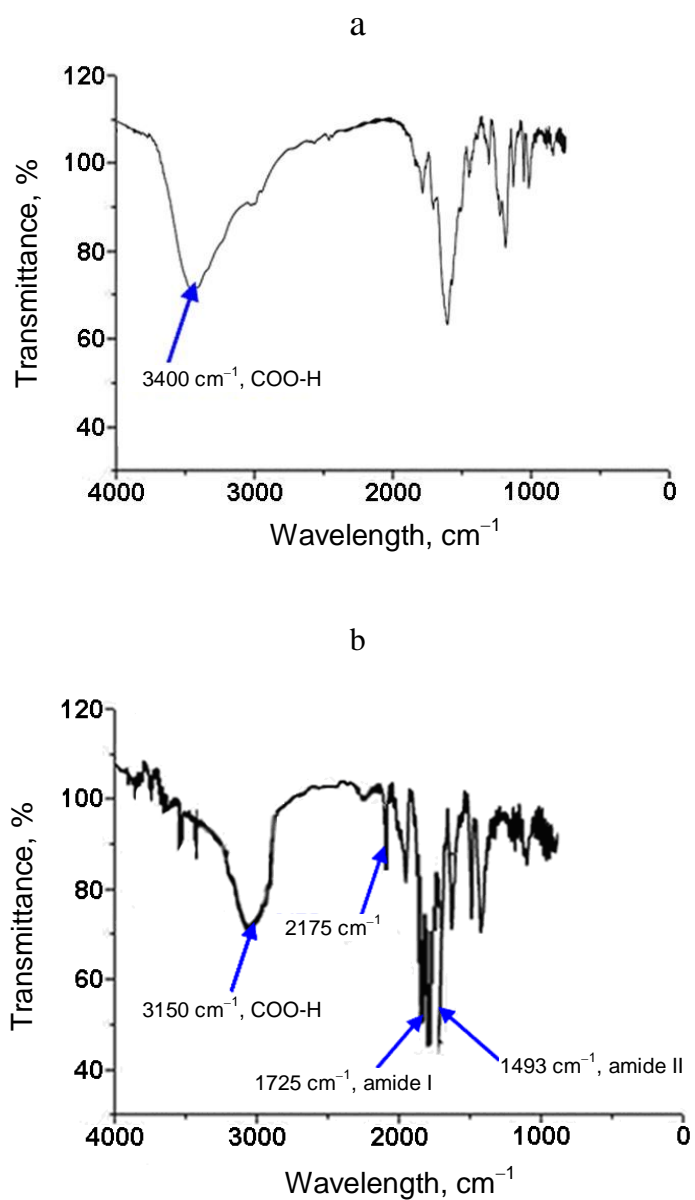 a
120
100
80
60
40
Transmittance, %
3400 cm⁻¹, COO-H
4000 3000 2000 1000 0
Wavelength, cm⁻¹
b
120
100
80
60
40
Transmittance, %
2175 cm⁻¹
3150 cm⁻¹, COO-H
1493 cm⁻¹, amide II
1725 cm⁻¹, amide I
4000 3000 2000 1000 0
Wavelength, cm⁻¹